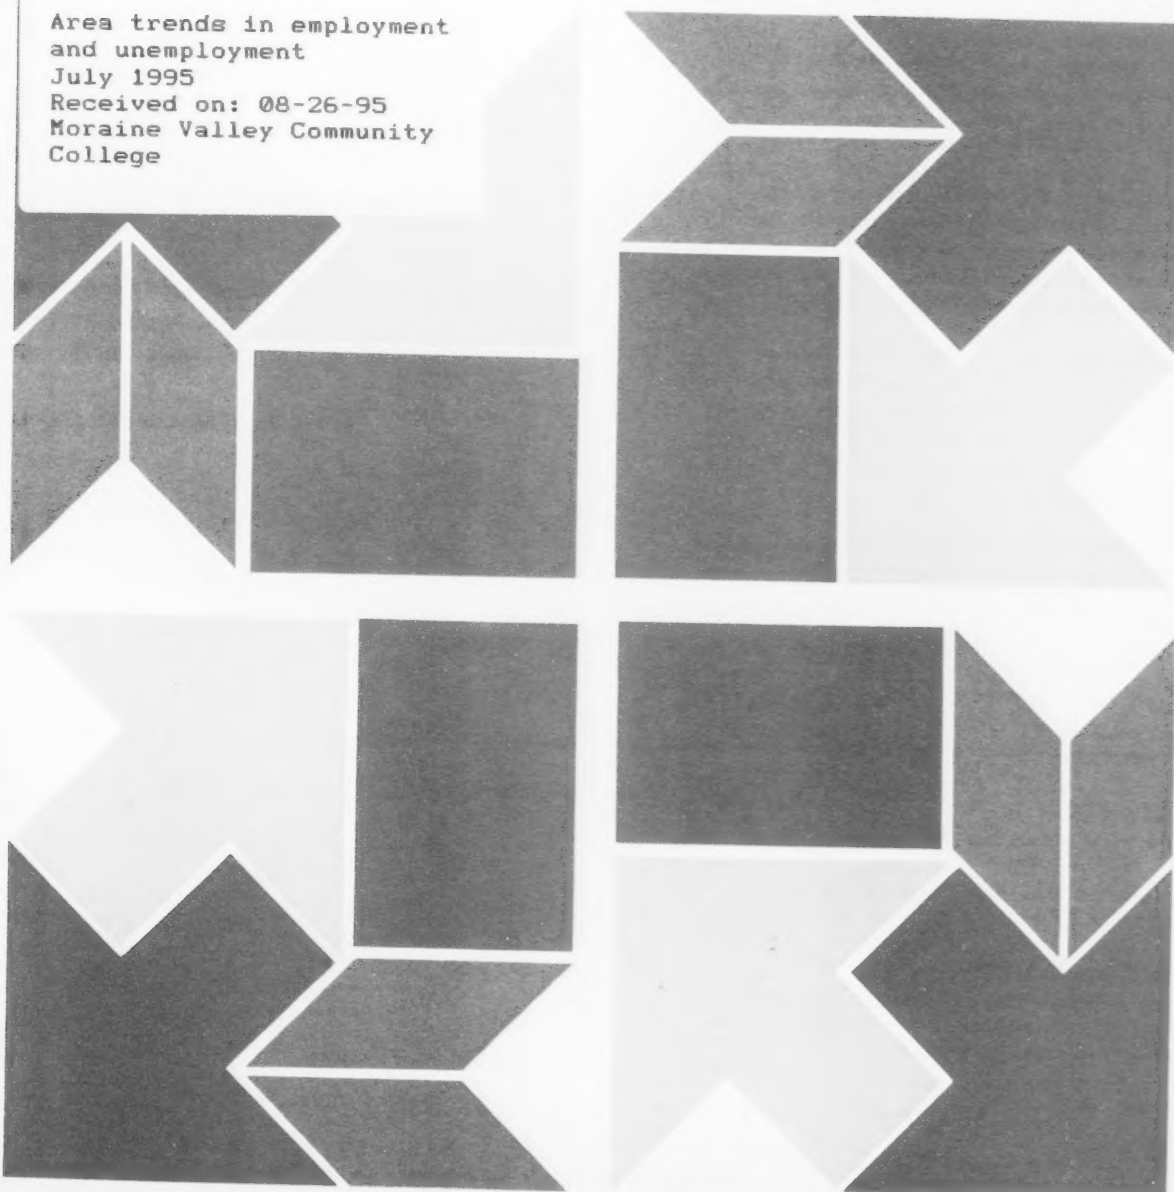 Area trends in employment
and unemployment
July 1995
Received on: 08-26-95
Moraine Valley Community
College